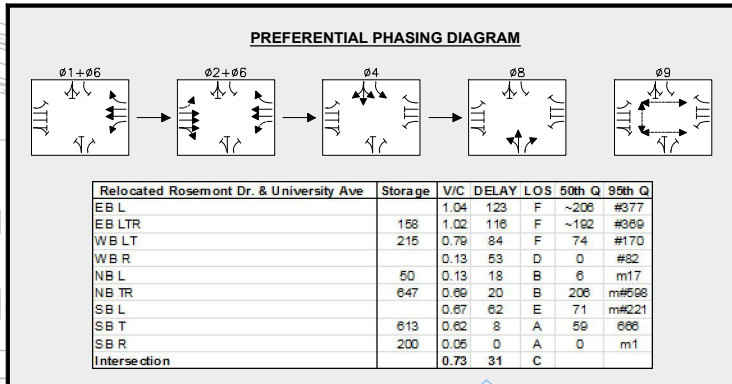 PREFERENTIAL PHASING DIAGRAM
ø1+ø6 ø2+ø6 ø4 ø8 ø9
Relocated Rosemont Dr. & University Ave Storage V/C DELAY LOS 50th Q 95th Q
EB L 1.04 123 F ~206 #377
EB LTR 158 1.02 116 F ~192 #369
WB LT 215 0.79 84 F 74 #170
WB R 0.13 53 D 0 #82
NB L 50 0.13 18 B 6 m17
NB TR 647 0.69 20 B 206 m#598
SB L 0.67 62 E 71 m#221
SB T 613 0.62 8 A 59 666
SB R 200 0.05 0 A 0 m1
Intersection 0.73 31 C